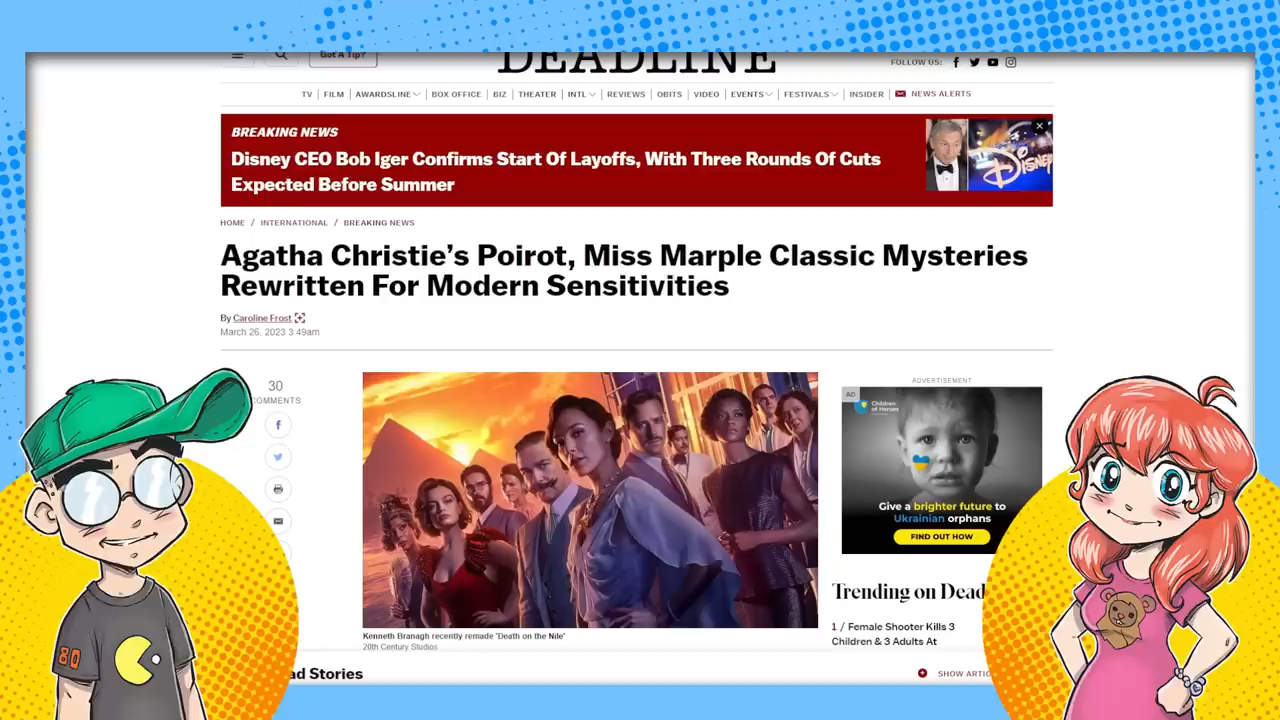 Got A Tip?
DEADLINE
FOLLOW US:
TV | FILM | AWARDSLINE | BOX OFFICE | BIZ | THEATER | INTL | REVIEWS | OBITS | VIDEO | EVENTS | FESTIVALS | INSIDER | NEWS ALERTS
BREAKING NEWS
Disney CEO Bob Iger Confirms Start Of Layoffs, With Three Rounds Of Cuts
Expected Before Summer
DISNEY
HOME / INTERNATIONAL / BREAKING NEWS
Agatha Christie's Poirot, Miss Marple Classic Mysteries
Rewritten For Modern Sensitivities
By Caroline Frost
March 26, 2023 3:49am
30
COMMENTS
ADVERTISEMENT
AD
Children
of Heroes
Give a brighter future to
Ukrainian orphans
FIND OUT HOW
Kenneth Branagh recently remade 'Death on the Nile'
20th Century Studios
Trending on Dead
1 / Female Shooter Kills 3
Children & 3 Adults At
ad Stories
SHOW ARTIC
80